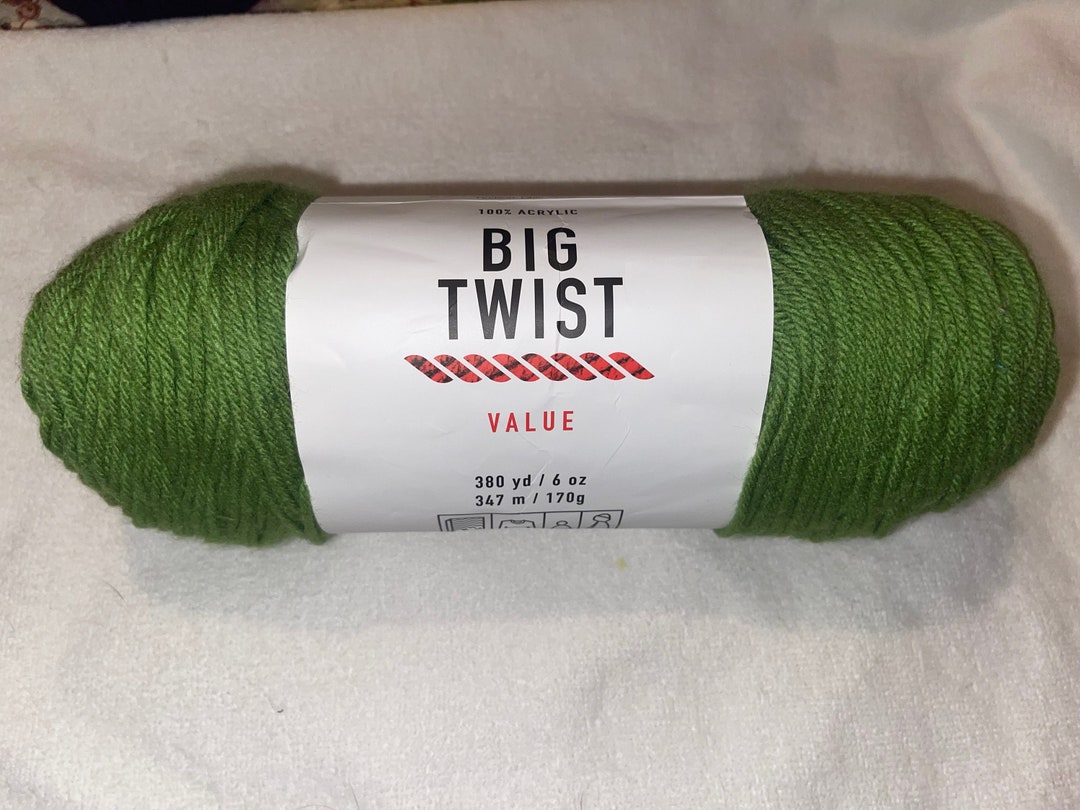 100% ACRYLIC
BIG
TWIST
VALUE
380 yd / 6 oz
347 m / 170g